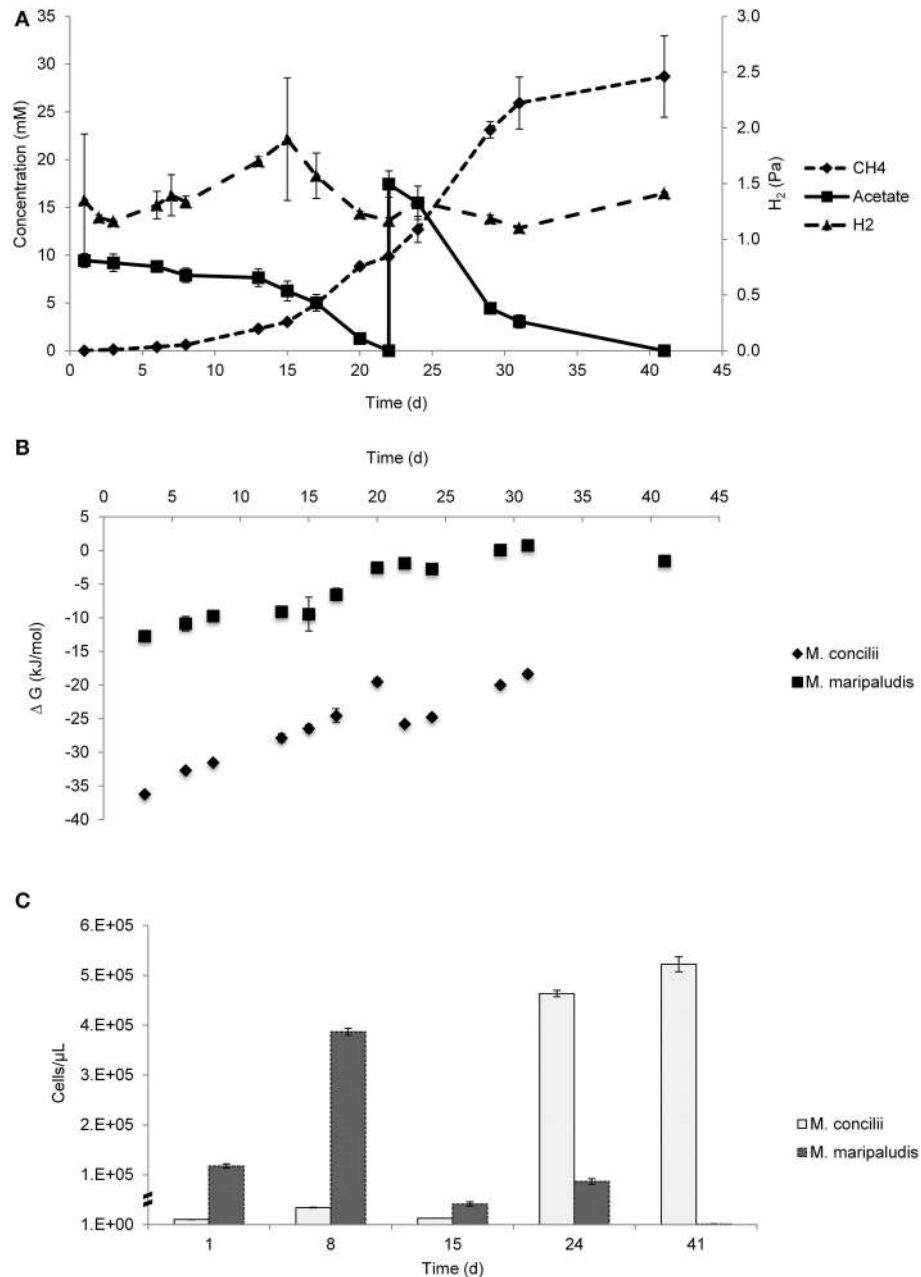 A
Concentration (mM)
35
30
25
20
15
10
5
0
3.0
2.5
2.0
1.5
1.0
0.5
0.0
H2 (Pa)
0 5 10 15 20 25 30 35 40 45
Time (d)
CH4
Acetate
H2
B
Time (d)
0 5 10 15 20 25 30 35 40 45
Δ G (kJ/mol)
5
0
-5
-10
-15
-20
-25
-30
-35
-40
M. concilii
M. maripaludis
C
Cells/µL
6.E+05
5.E+05
4.E+05
3.E+05
2.E+05
1.E+05
1.E+00
1 8 15 24 41
Time (d)
M. concilii
M. maripaludis